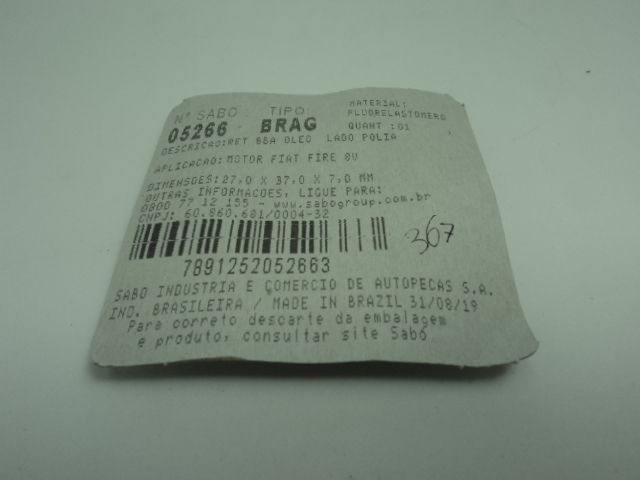 Nº SABO: TIPO: MATERIAL:
05266 BRAG FLUORELASTOMERO
QUANT :01
DESCRICAO:RET BBA OLEO LADO POLIA
APLICACAO:MOTOR FIAT FIRE 8V
DIMENSOES:27,0 X 37,0 X 7,0 MM
OUTRAS INFORMACOES, LIGUE PARA:
0800 77 12 155 - www.sabogroup.com.br
CNPJ: 60.860.681/0004-32
367
7891252052663
SABO INDUSTRIA E COMERCIO DE AUTOPECAS S.A.
IND. BRASILEIRA / MADE IN BRAZIL 31/08/19
Para correto descarte da embalagem
e produto, consultar site Sabó